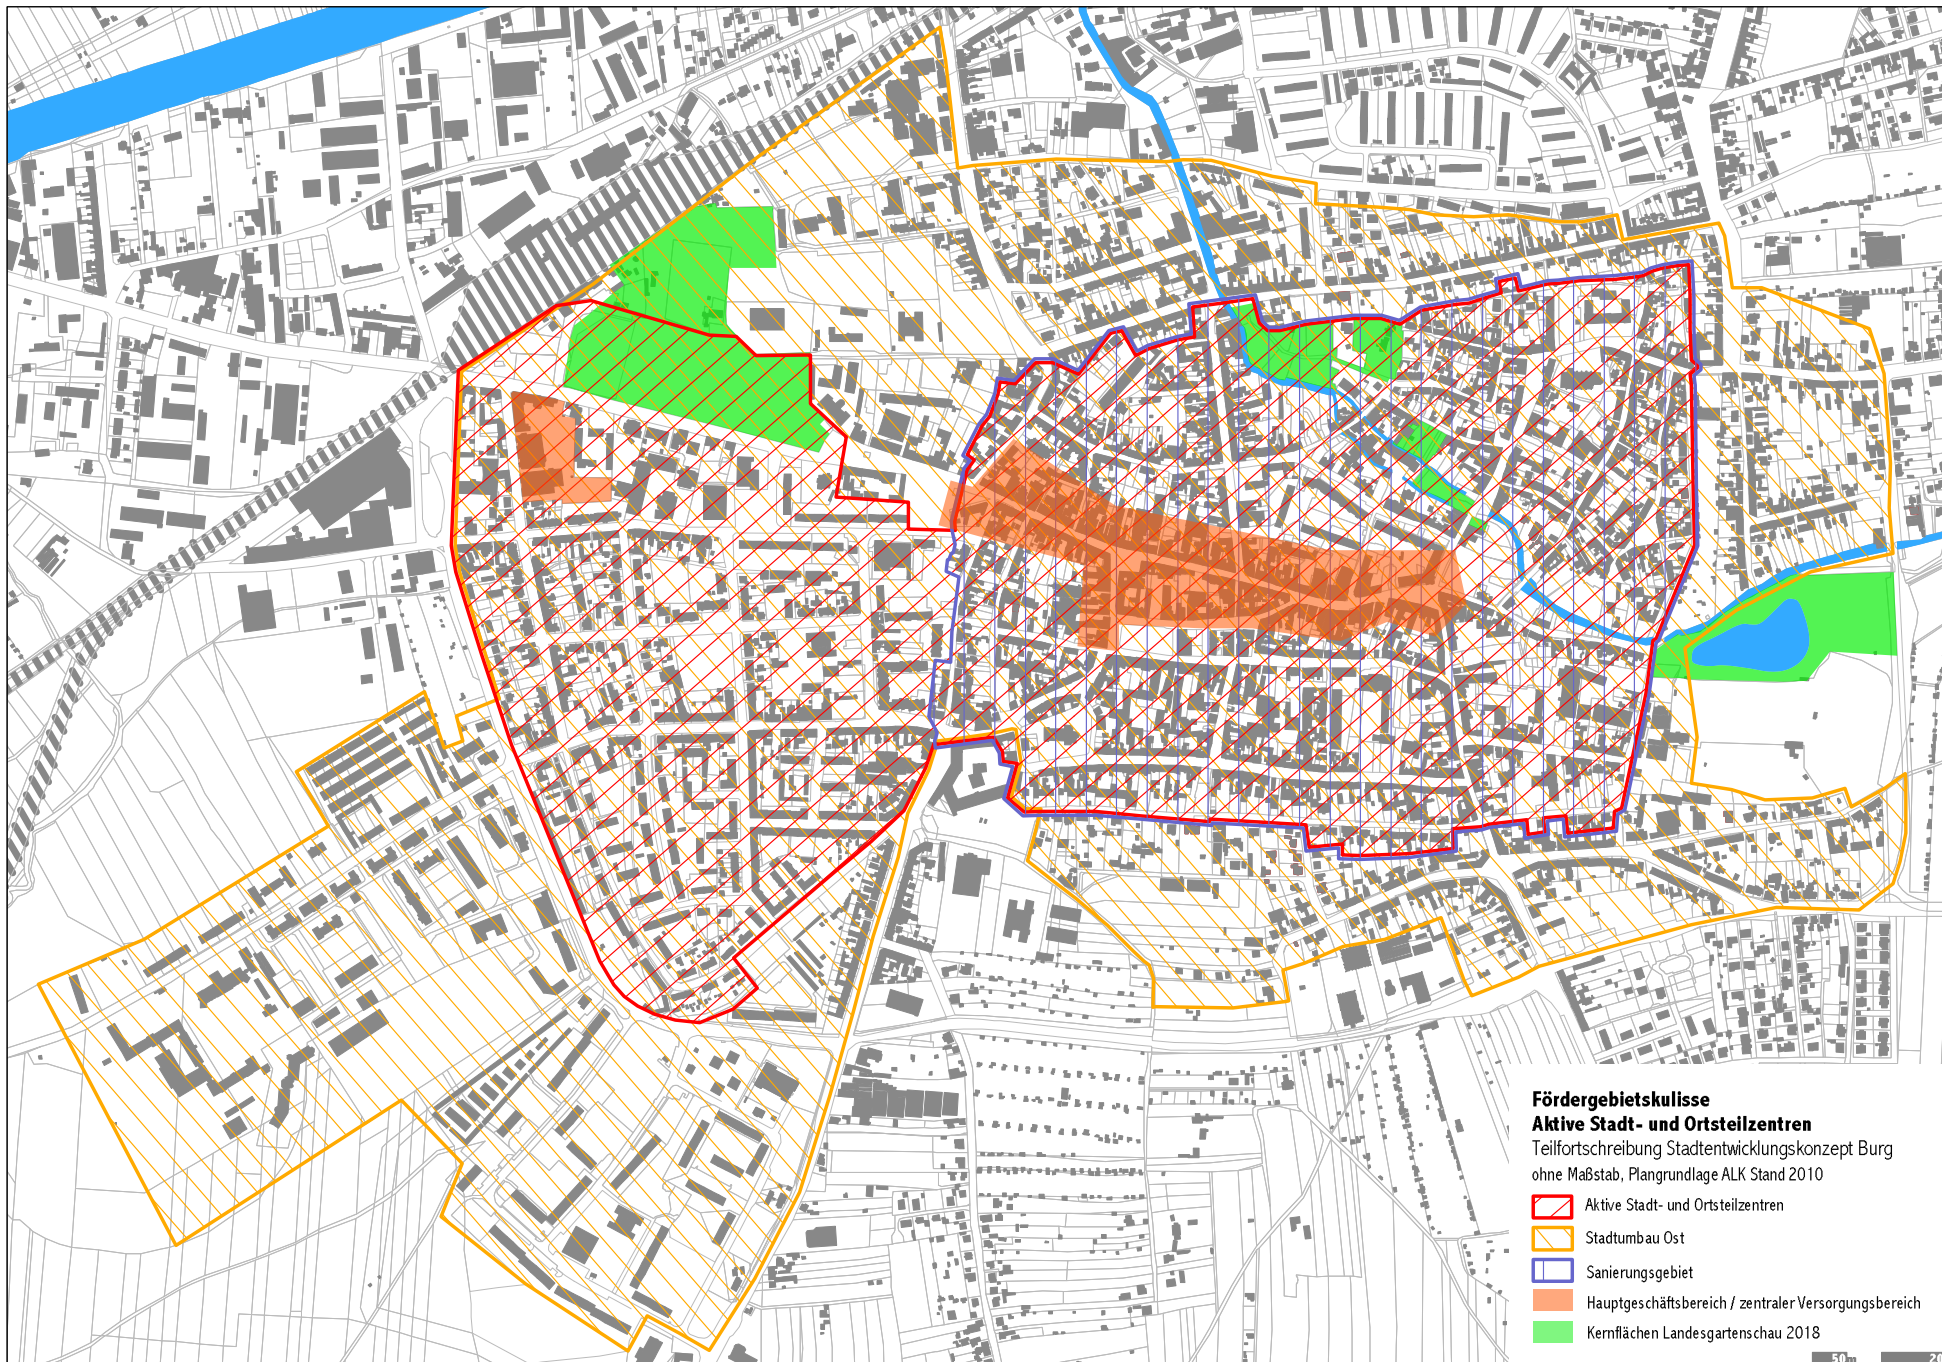 Fördergebietskulisse
Aktive Stadt- und Ortsteilzentren
Teilfortschreibung Stadtentwicklungskonzept Burg
ohne Maßstab, Plangrundlage ALK Stand 2010
Aktive Stadt- und Ortsteilzentren
Stadtumbau Ost
Sanierungsgebiet
Hauptgeschäftsbereich / zentraler Versorgungsbereich
Kernflächen Landesgartenschau 2018
50m